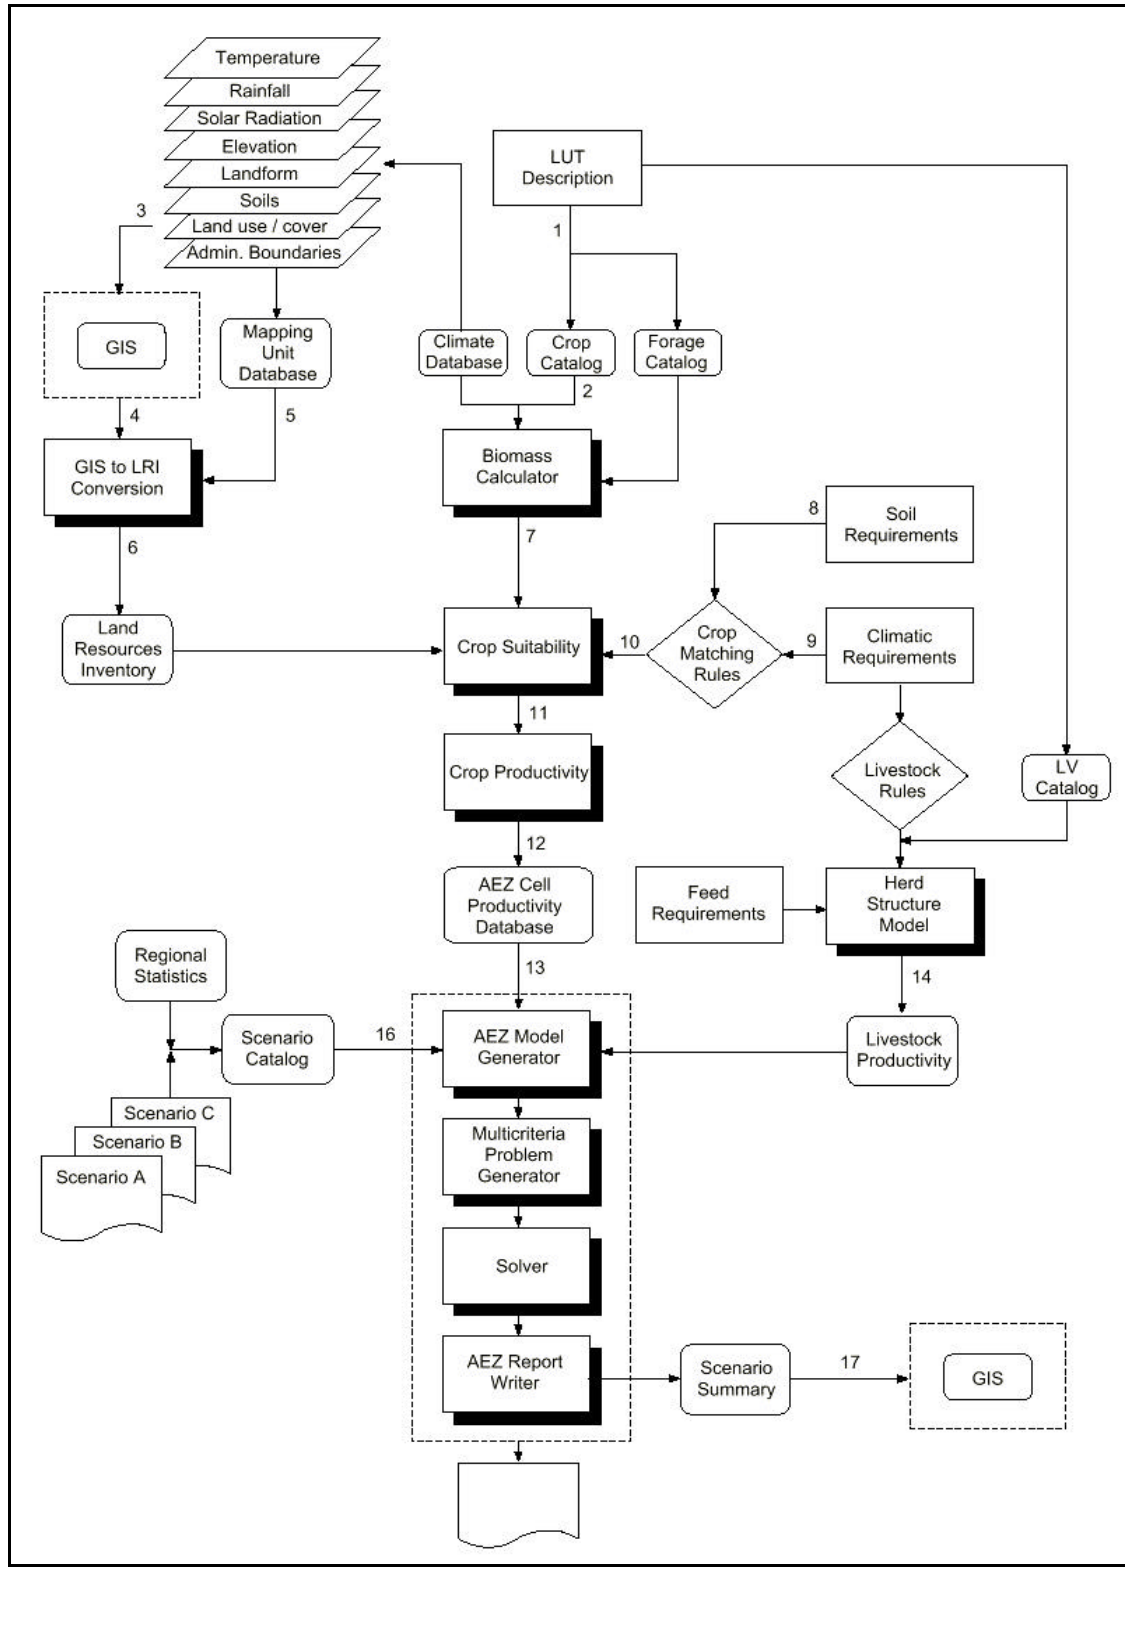 Temperature
Rainfall
Solar Radiation
Elevation
Landform
Soils
Land use / cover
Admin. Boundaries
LUT
Description
3
1
GIS
Mapping
Unit
Database
Climate
Database
Crop
Catalog
Forage
Catalog
4
5
2
GIS to LRI
Conversion
Biomass
Calculator
6
7
8
Soil
Requirements
Land
Resources
Inventory
Crop Suitability
10
Crop
Matching
Rules
9
Climatic
Requirements
11
Crop Productivity
Livestock
Rules
LV
Catalog
12
AEZ Cell
Productivity
Database
Feed
Requirements
Herd
Structure
Model
Regional
Statistics
13
14
Scenario
Catalog
16
AEZ Model
Generator
Livestock
Productivity
Scenario C
Scenario B
Scenario A
Multicriteria
Problem
Generator
Solver
AEZ Report
Writer
Scenario
Summary
17
GIS